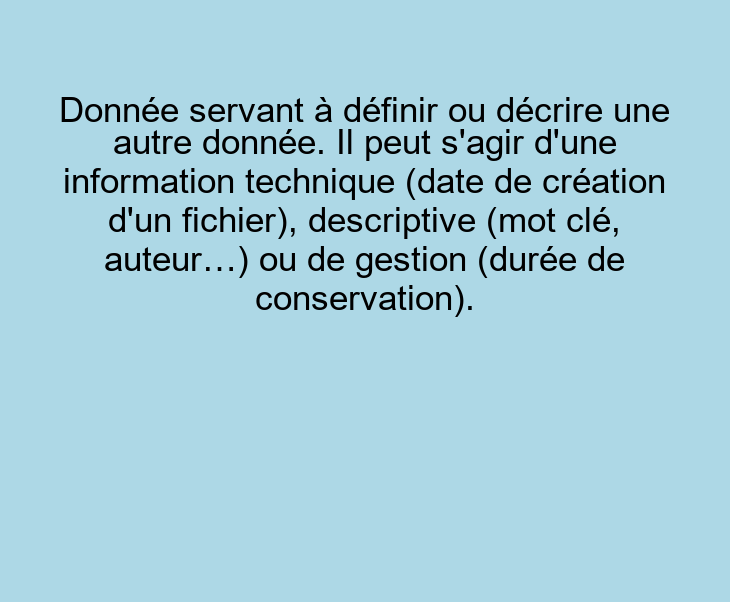 Donnée servant à définir ou décrire une
autre donnée. Il peut s'agir d'une
information technique (date de création
d'un fichier), descriptive (mot clé,
auteur…) ou de gestion (durée de
conservation).